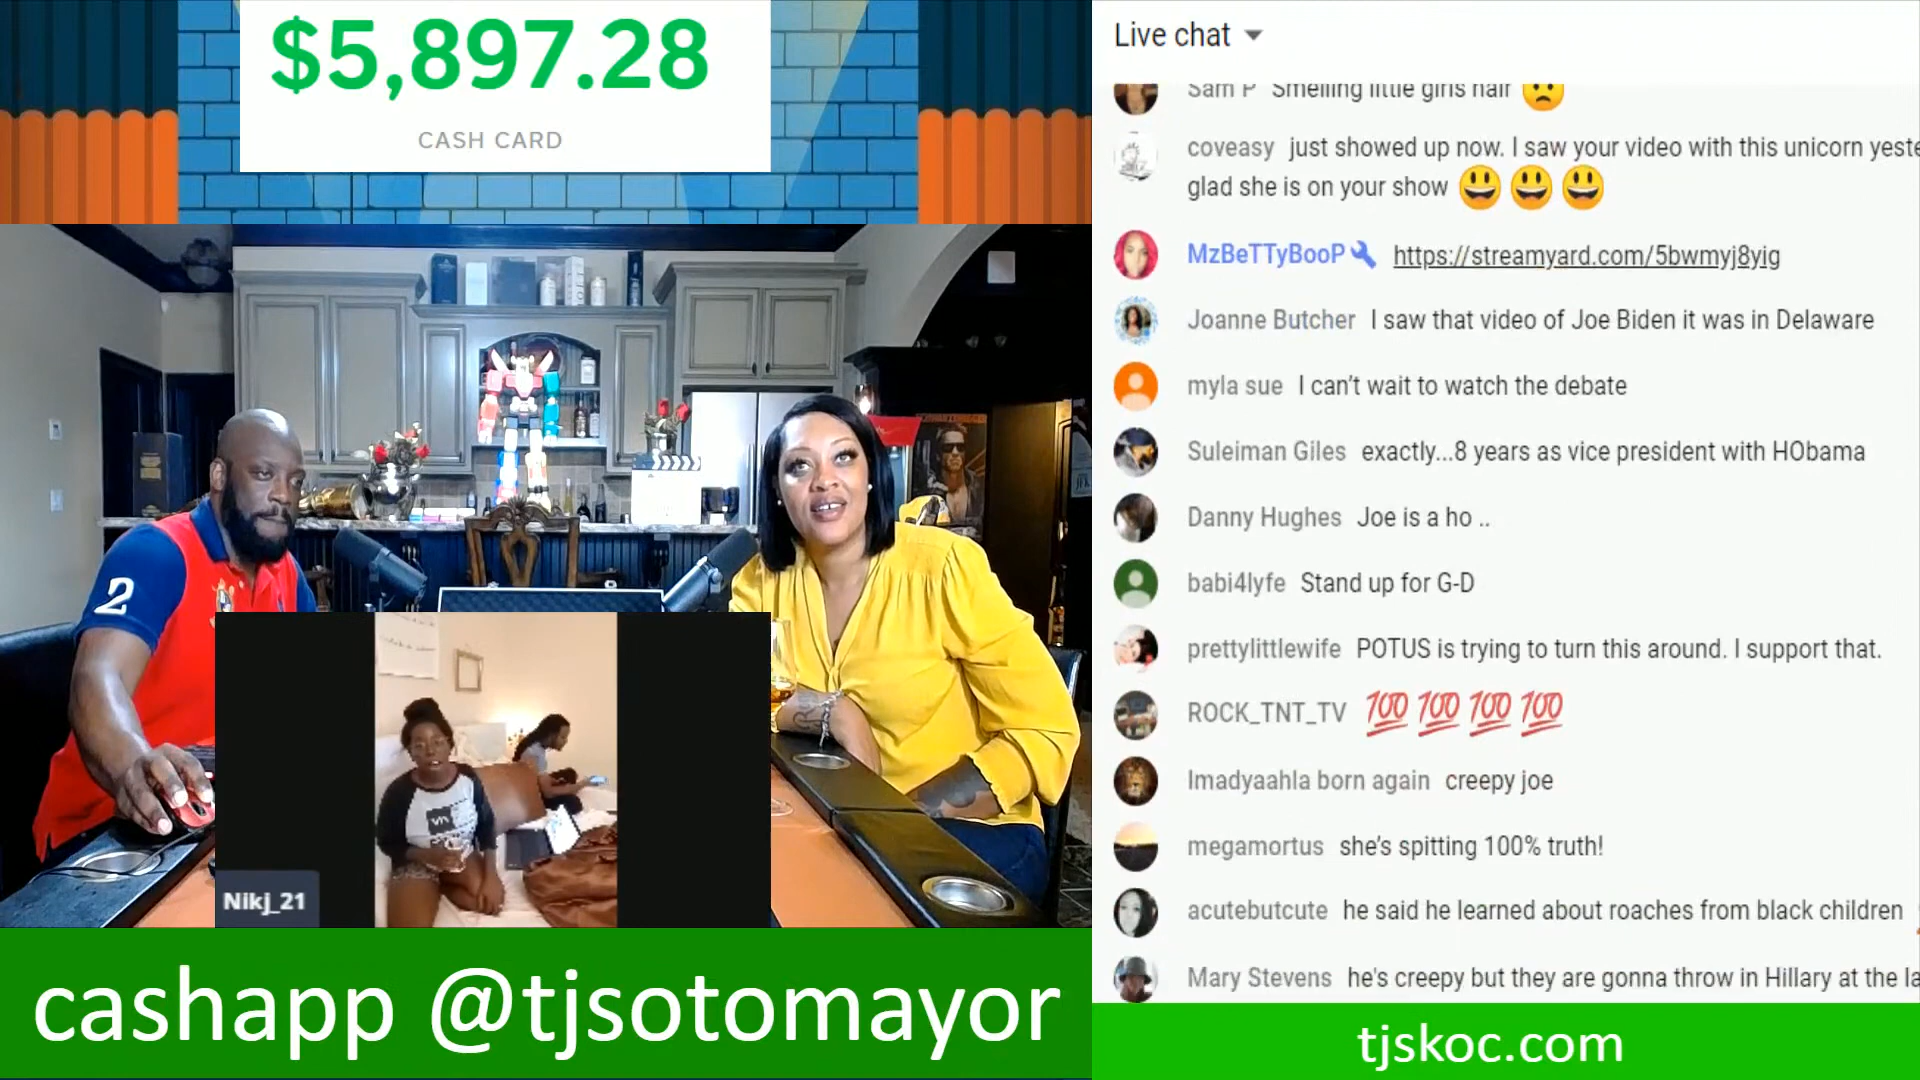 $5,897.28
CASH CARD
2
Nikj_21
cashapp @tjsotomayor
Live chat
Sam P Smelling little girls hair
coveasy just showed up now. I saw your video with this unicorn yeste
glad she is on your show
MzBeTTyBooP https://streamyard.com/5bwmyj8yig
Joanne Butcher I saw that video of Joe Biden it was in Delaware
myla sue I can't wait to watch the debate
Suleiman Giles exactly...8 years as vice president with HObama
Danny Hughes Joe is a ho ..
babi4lyfe Stand up for G-D
prettylittlewife POTUS is trying to turn this around. I support that.
ROCK_TNT_TV 100 100 100 100
Imadyaahla born again creepy joe
megamortus she's spitting 100% truth!
acutebutcute he said he learned about roaches from black children
Mary Stevens he's creepy but they are gonna throw in Hillary at the la
tjskoc.com